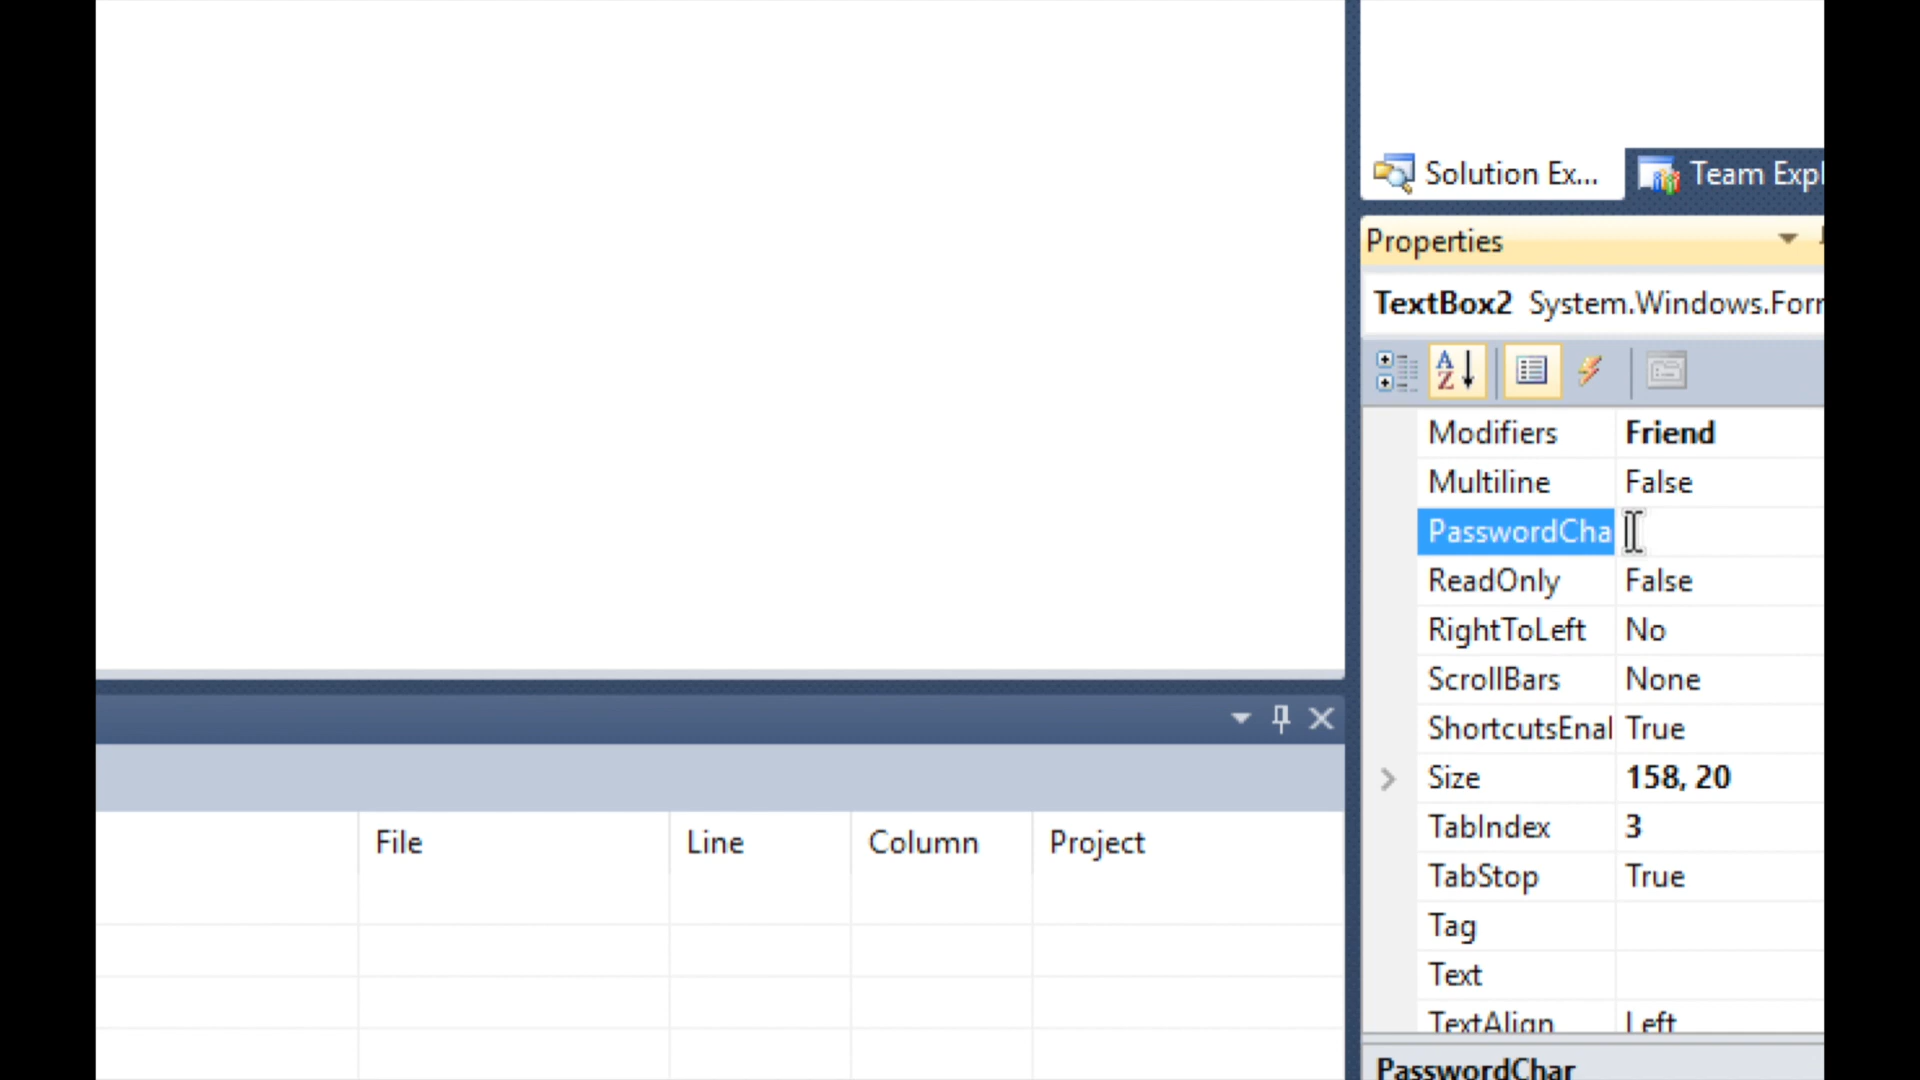 Solution Ex...
Team Expl
Properties
TextBox2 System.Windows.Forr
Modifiers Friend
Multiline False
PasswordCha
ReadOnly False
RightToLeft No
ScrollBars None
ShortcutsEnal True
Size 158, 20
TabIndex 3
TabStop True
Tag
Text
TextAlign Left
File Line Column Project
PasswordChar